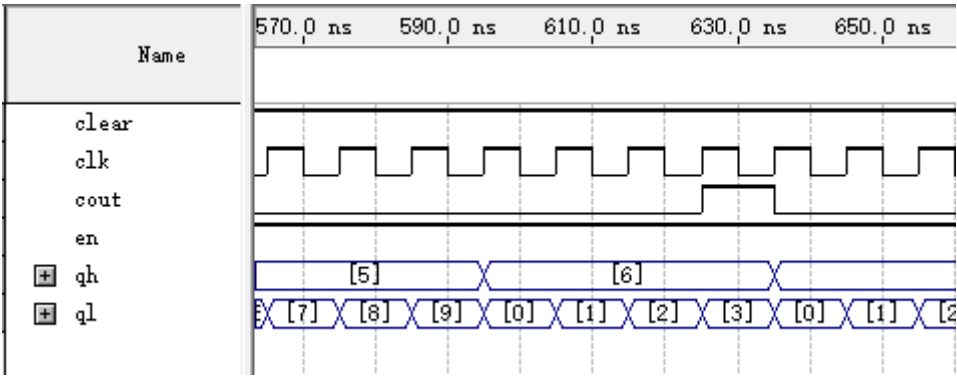 570.0 ns 590.0 ns 610.0 ns 630.0 ns 650.0 ns
Name
clear
clk
cout
en
qh [5] [6]
ql [7] [8] [9] [0] [1] [2] [3] [0] [1] [2